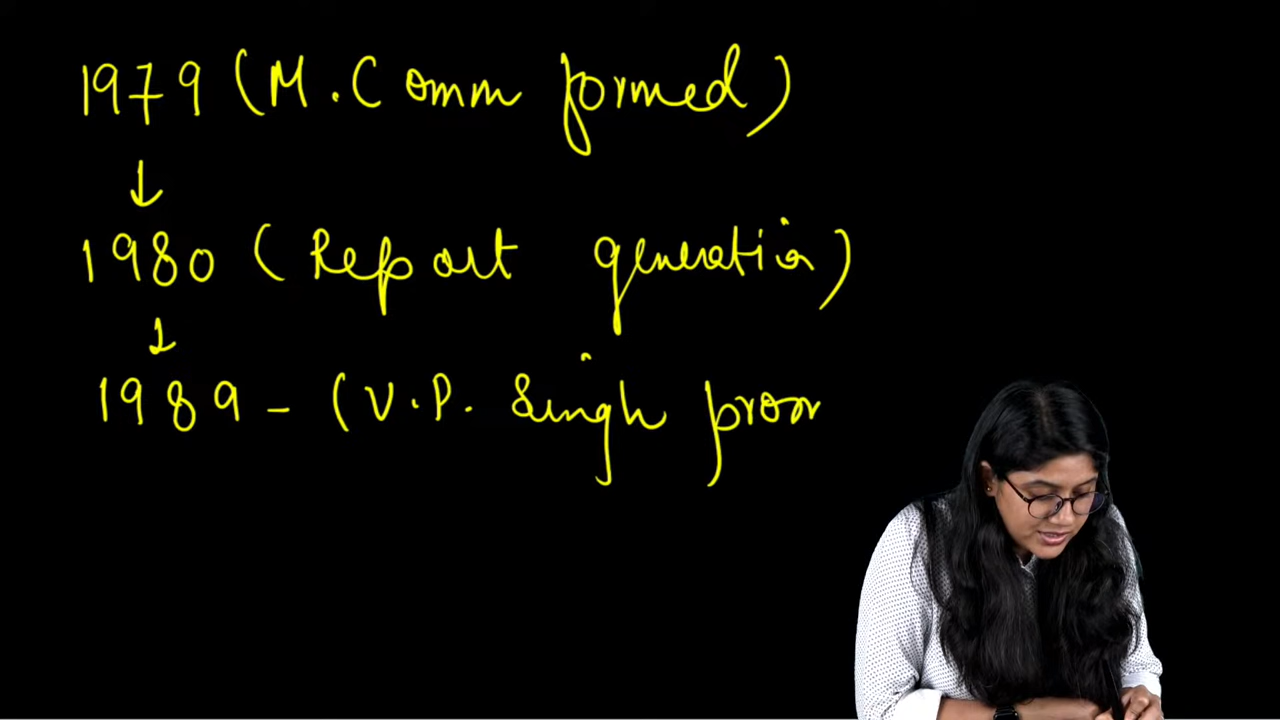 1979 (M. Comm formed)
↓
1980 (Report generation)
↓
1989 - (V.P. Singh prom